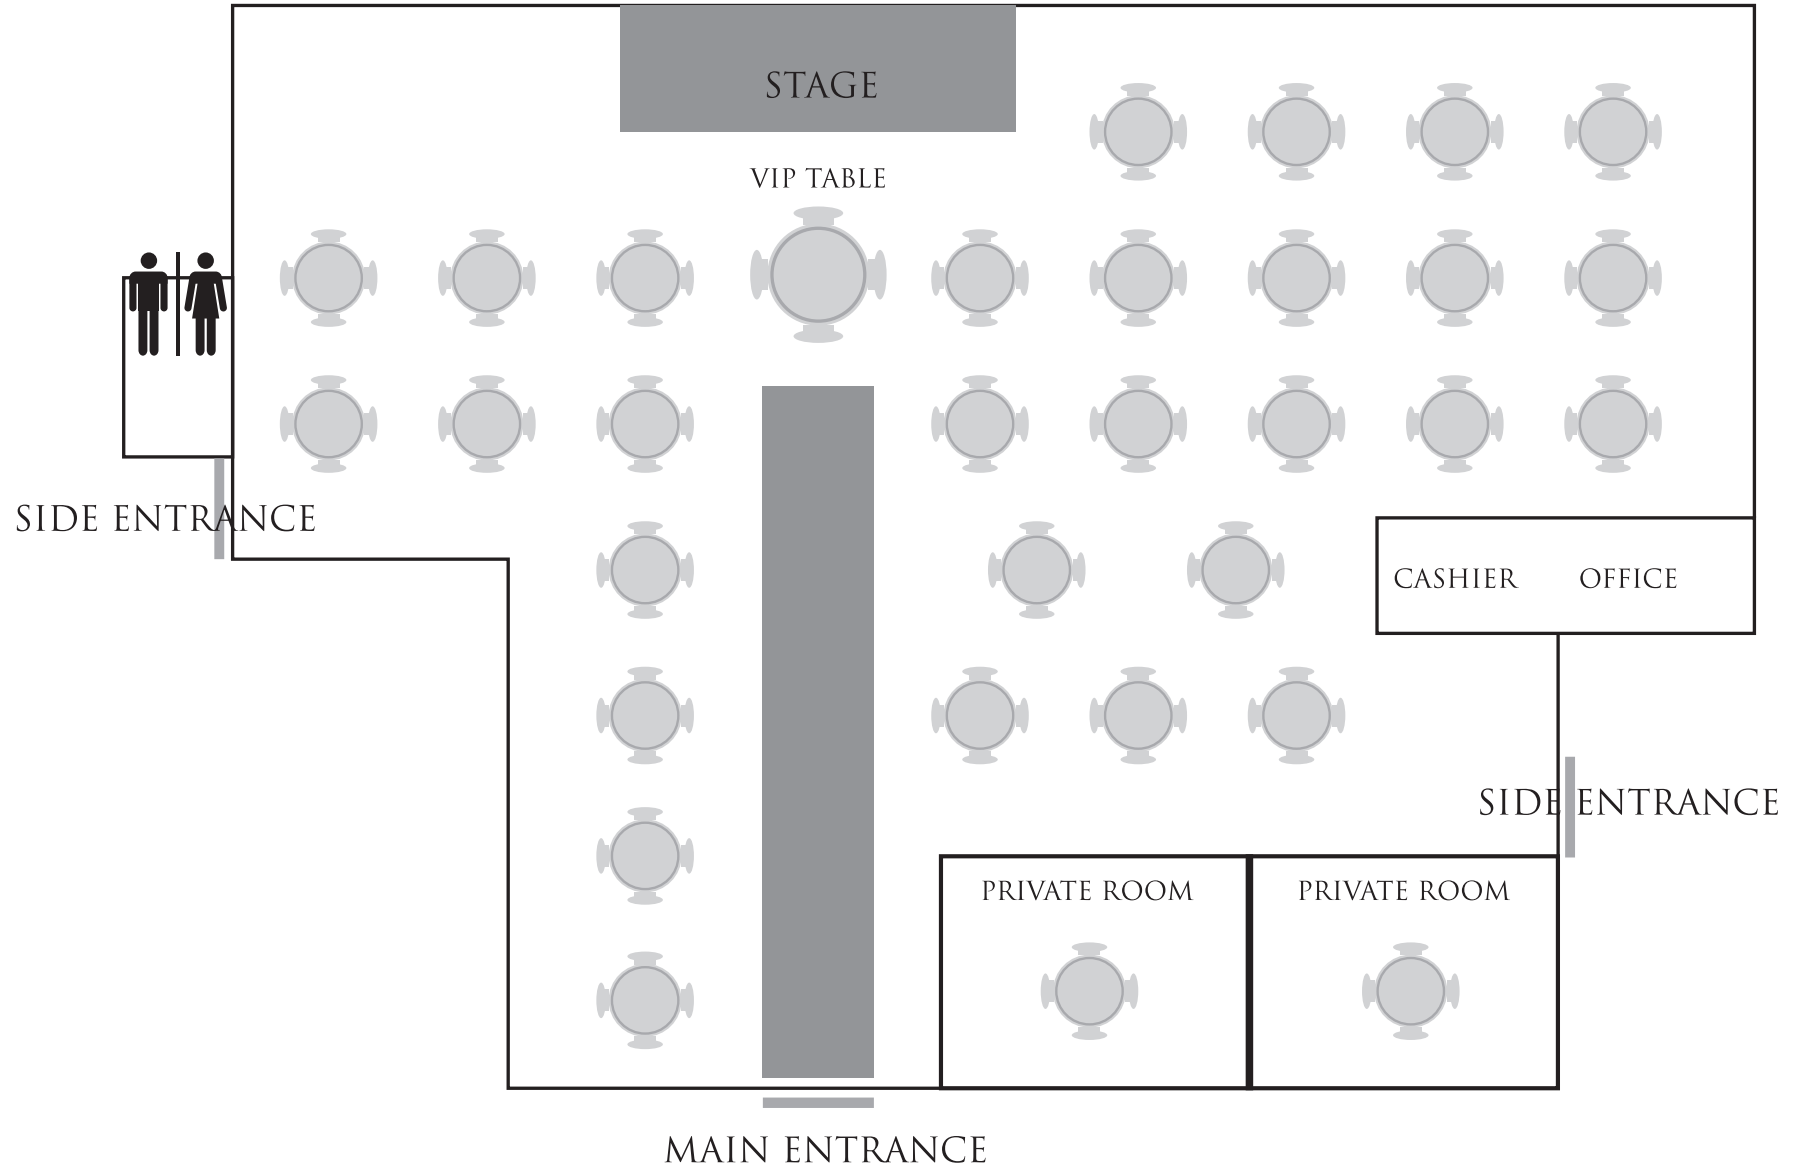 STAGE
VIP TABLE
SIDE ENTRANCE
CASHIER OFFICE
SIDE ENTRANCE
PRIVATE ROOM PRIVATE ROOM
MAIN ENTRANCE